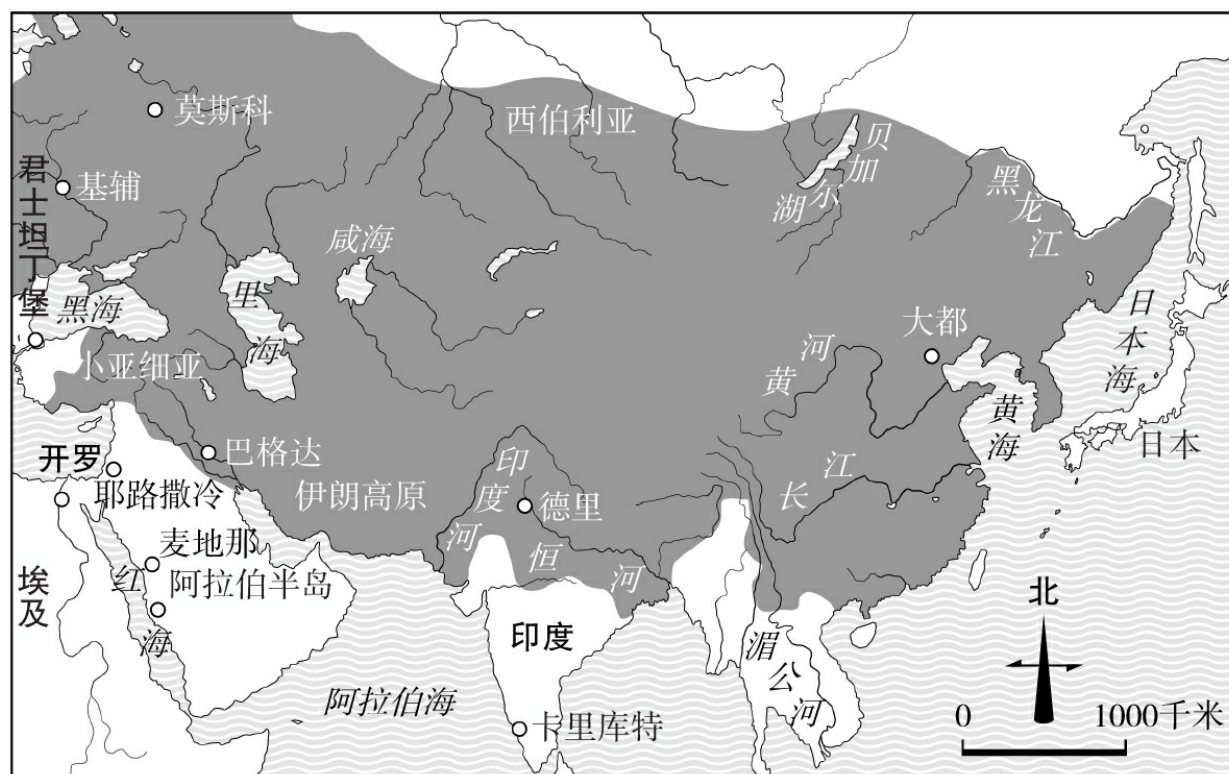 莫斯科
西伯利亚
贝加尔湖
黑龙江
君士坦丁堡
基辅
咸海
里海
黑海
日本海
大都
小亚细亚
黄河
黄海
日本
开罗
巴格达
耶路撒冷
伊朗高原
印度河
德里
长江
恒河
麦地那
阿拉伯半岛
埃及
红海
印度
北
湄公河
阿拉伯海
卡里库特
0 1000千米